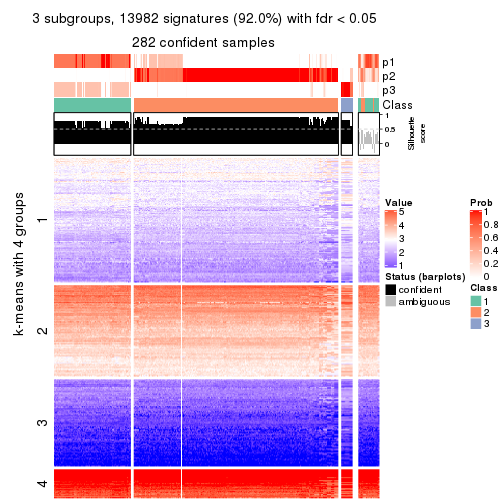 3 subgroups, 13982 signatures (92.0%) with fdr < 0.05
282 confident samples
p1
p2
p3
Class
1
0.5
0
Silhouette
score
k-means with 4 groups
1
2
3
4
Value
5
4
3
2
1
Status (barplots)
confident
ambiguous
Prob
1
0.8
0.6
0.4
0.2
0
Class
1
2
3